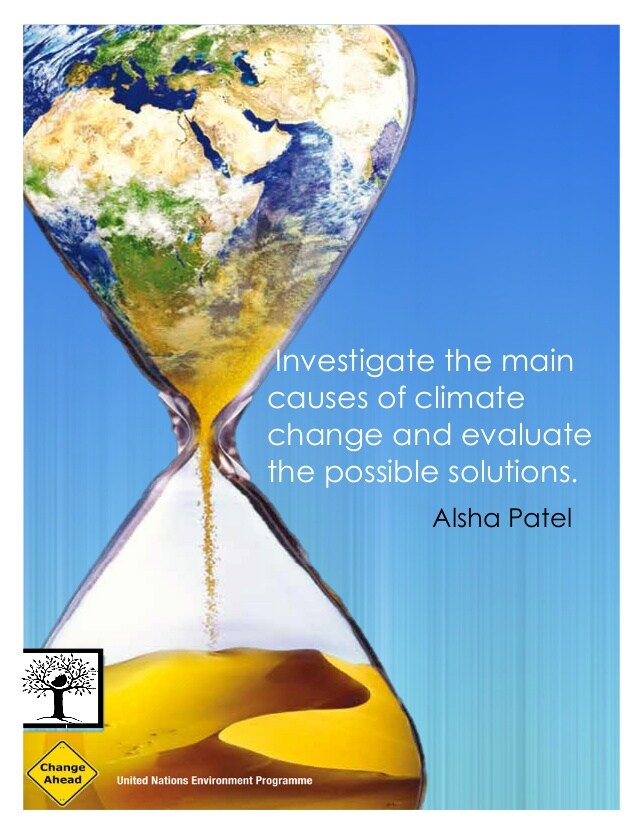 Investigate the main
causes of climate
change and evaluate
the possible solutions.
Alsha Patel
Change
Ahead
United Nations Environment Programme